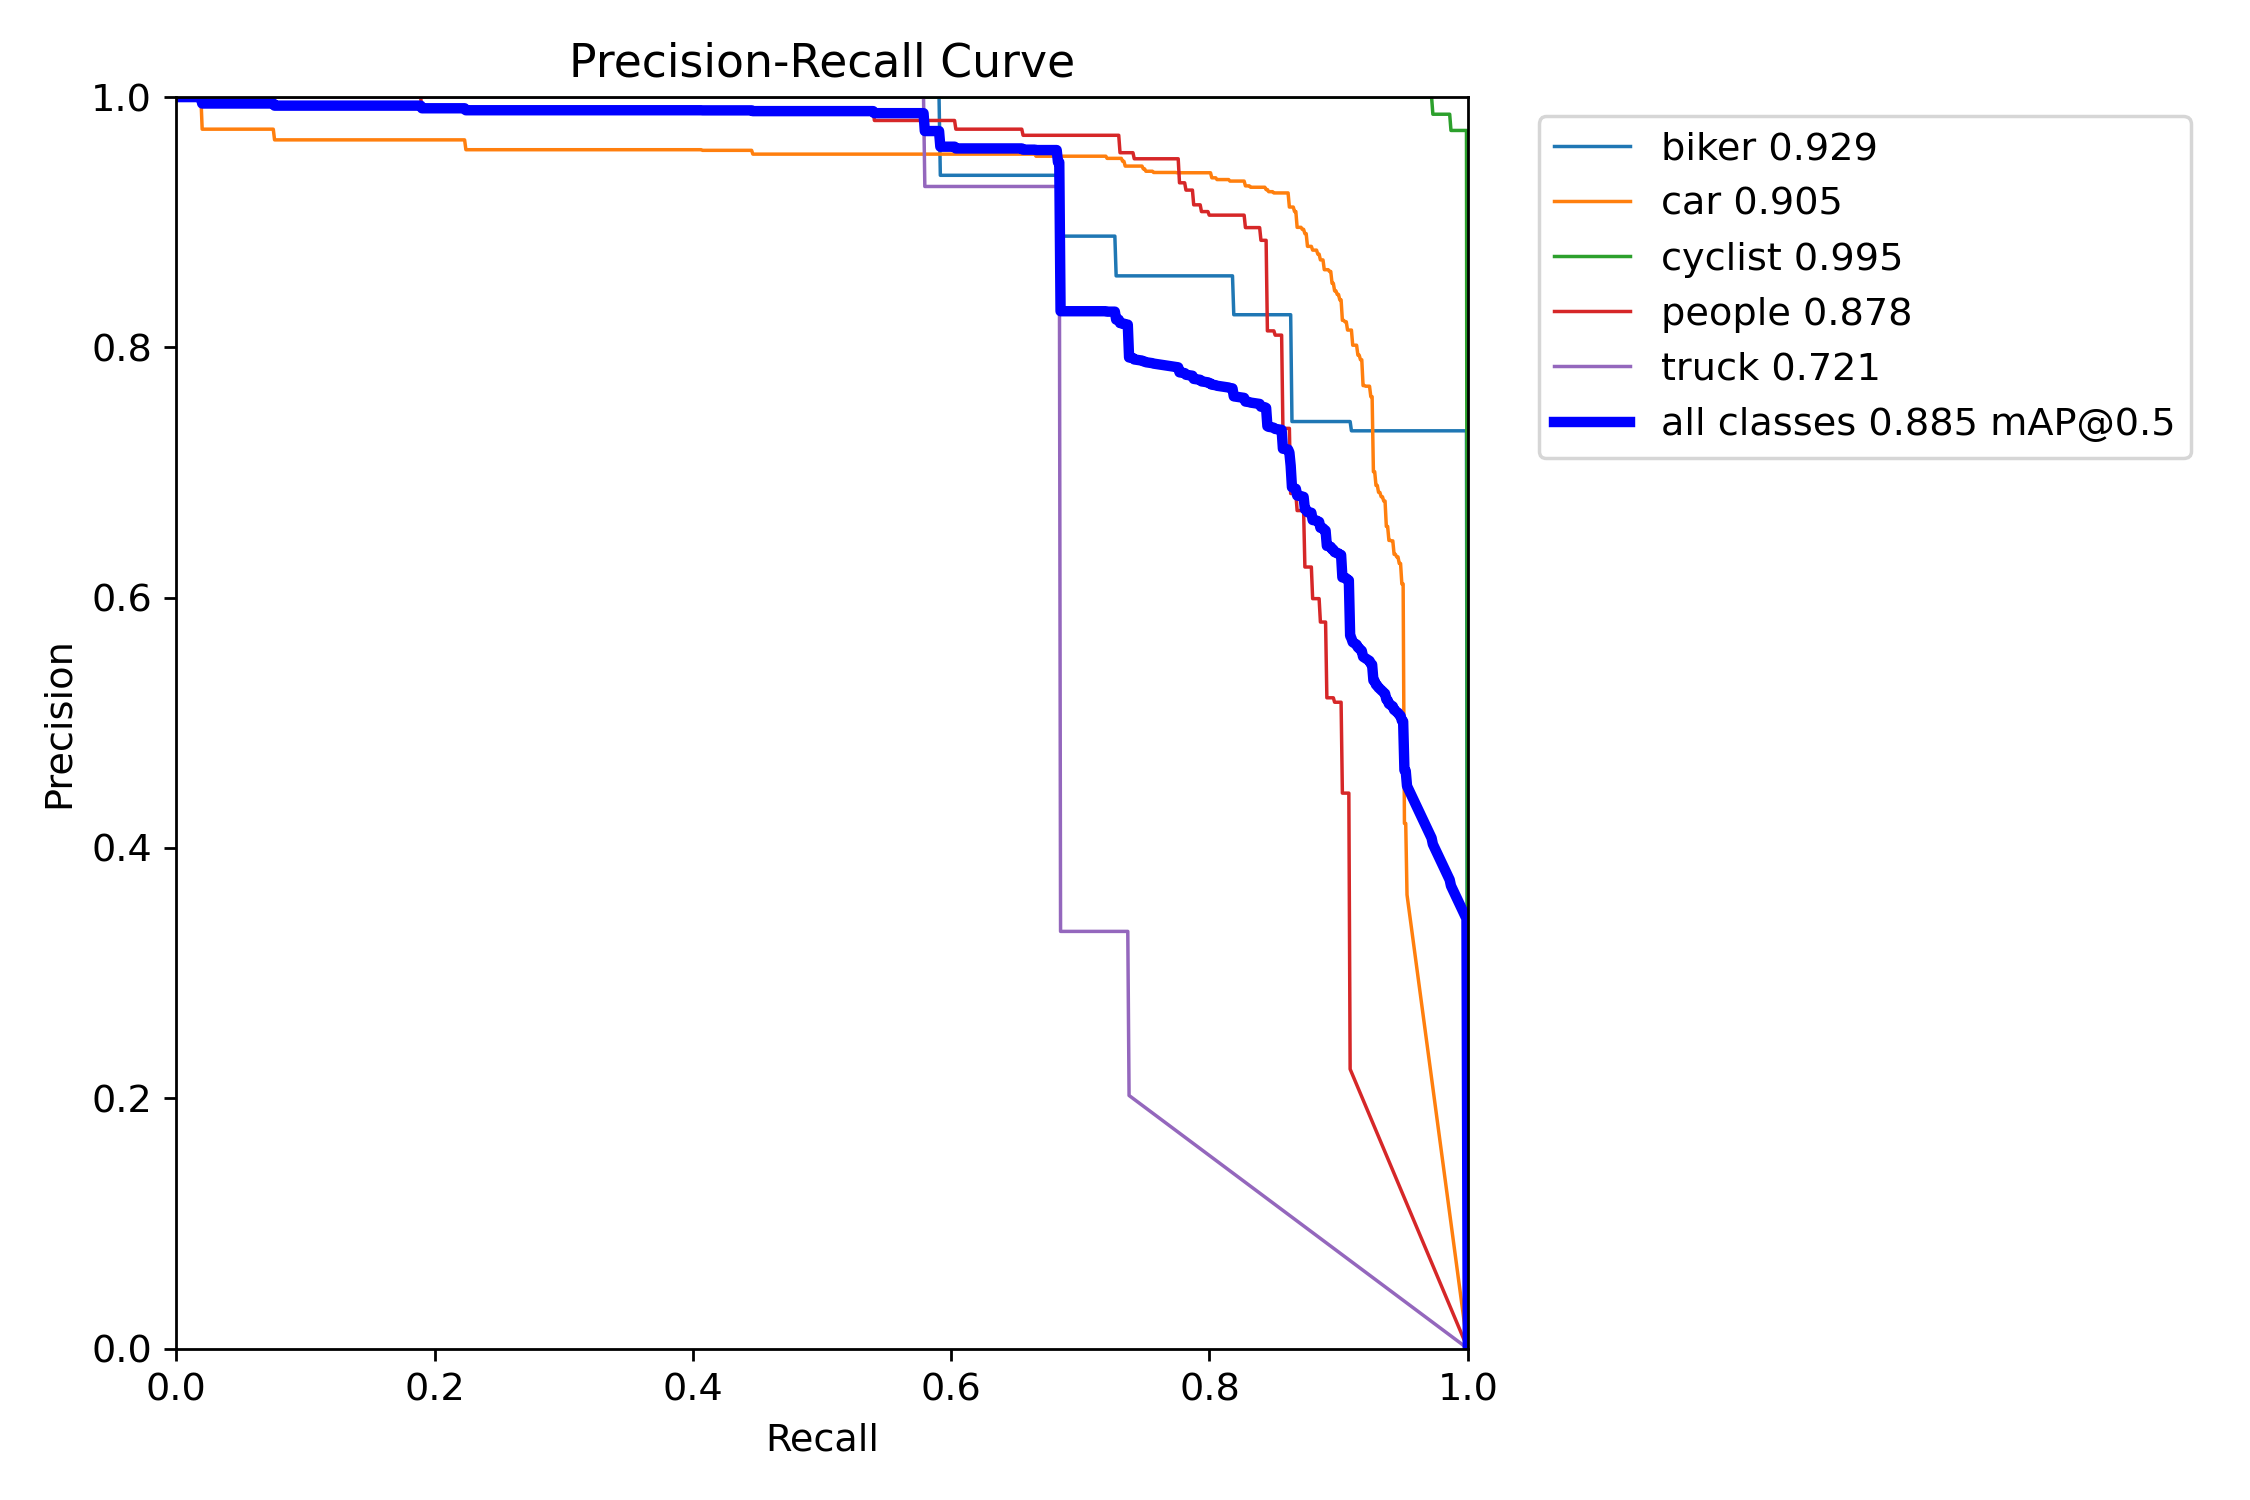 Precision-Recall Curve
1.0
0.8
0.6
0.4
0.2
0.0
Precision
0.0 0.2 0.4 0.6 0.8 1.0
Recall
biker 0.929
car 0.905
cyclist 0.995
people 0.878
truck 0.721
all classes 0.885 mAP@0.5